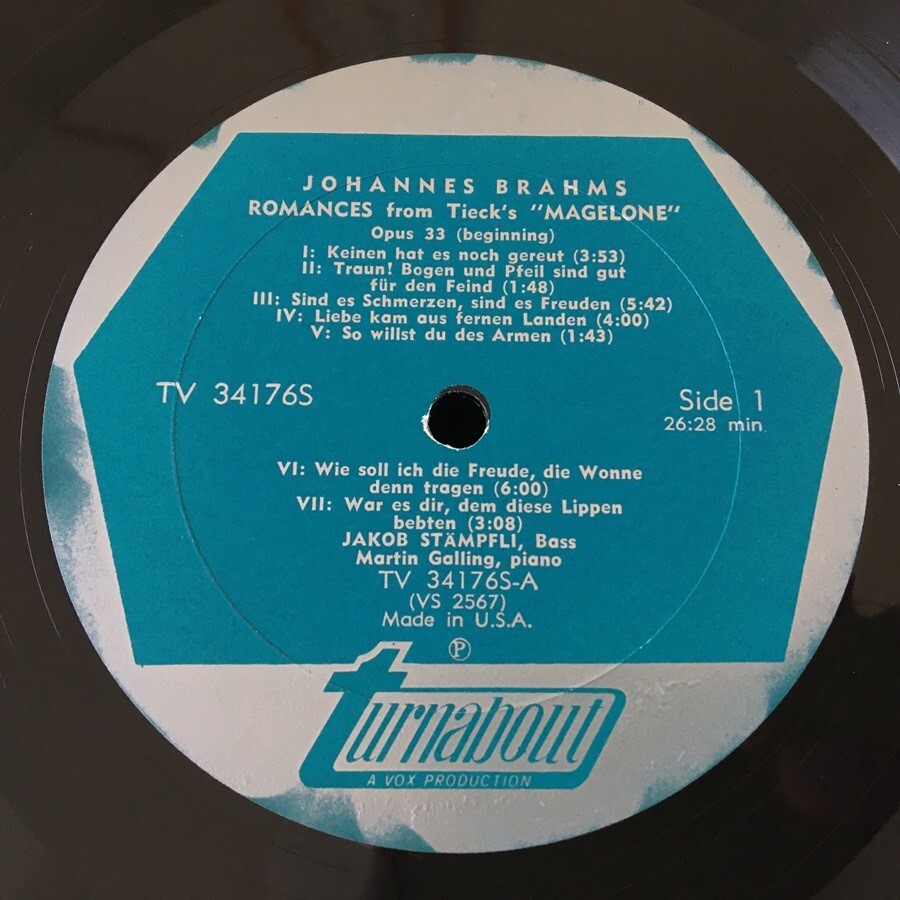 JOHANNES BRAHMS
ROMANCES from Tieck's "MAGELONE"
Opus 33 (beginning)
I: Keinen hat es noch gereut (3:53)
II: Traun! Bogen und Pfeil sind gut
für den Feind (1:48)
III: Sind es Schmerzen, sind es Freuden (5:42)
IV: Liebe kam aus fernen Landen (4:00)
V: So willst du des Armen (1:43)
TV 34176S
Side 1
26:28 min.
VI: Wie soll ich die Freude, die Wonne
denn tragen (6:00)
VII: War es dir, dem diese Lippen
bebten (3:08)
JAKOB STÄMPFLI, Bass
Martin Galling, piano
TV 34176S-A
(VS 2567)
Made in U.S.A.
℗
turnabout
A VOX PRODUCTION